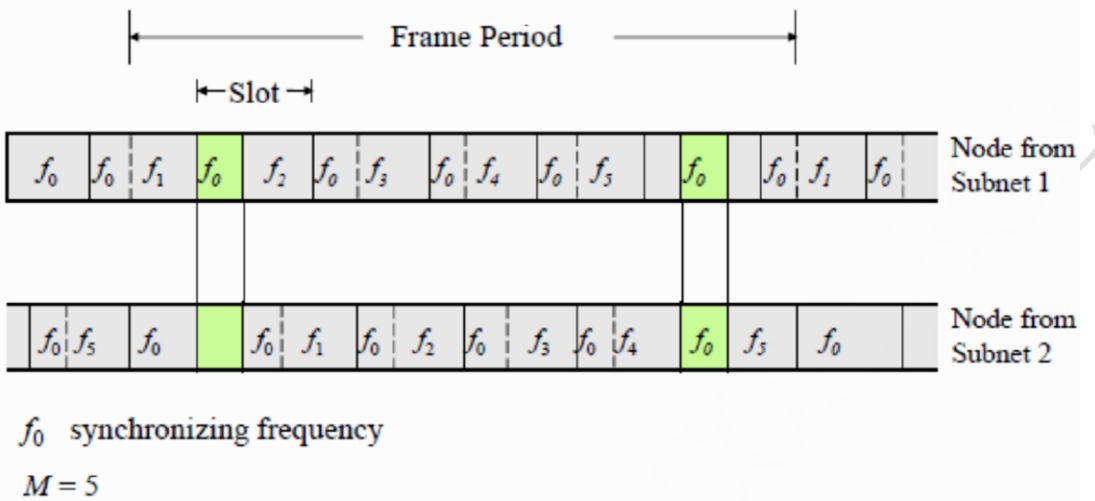 Frame Period
Slot
f₀ f₀ f₁ f₀ f₂ f₀ f₃ f₀ f₄ f₀ f₅ f₀ f₀ f₁ f₀
Node from
Subnet 1
f₀ f₅ f₀ f₀ f₁ f₀ f₂ f₀ f₃ f₀ f₄ f₀ f₅ f₀
Node from
Subnet 2
f₀ synchronizing frequency
M = 5